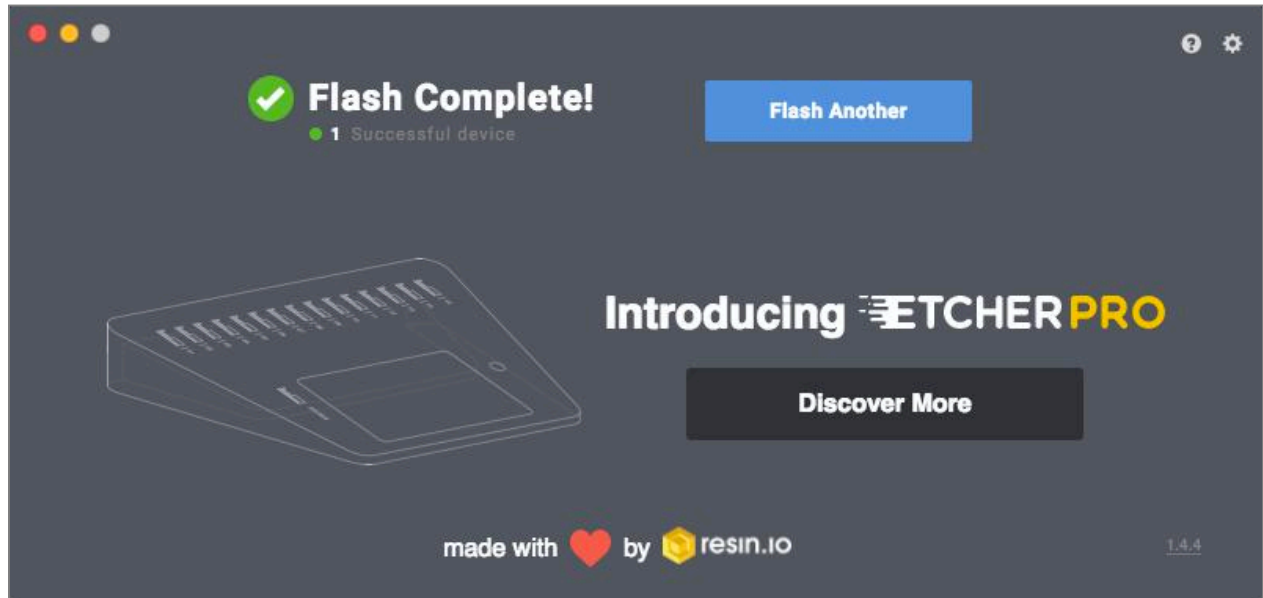 Flash Complete!
1 Successful device
Flash Another
Introducing ETCHER PRO
Discover More
made with by resin.io
1.4.4